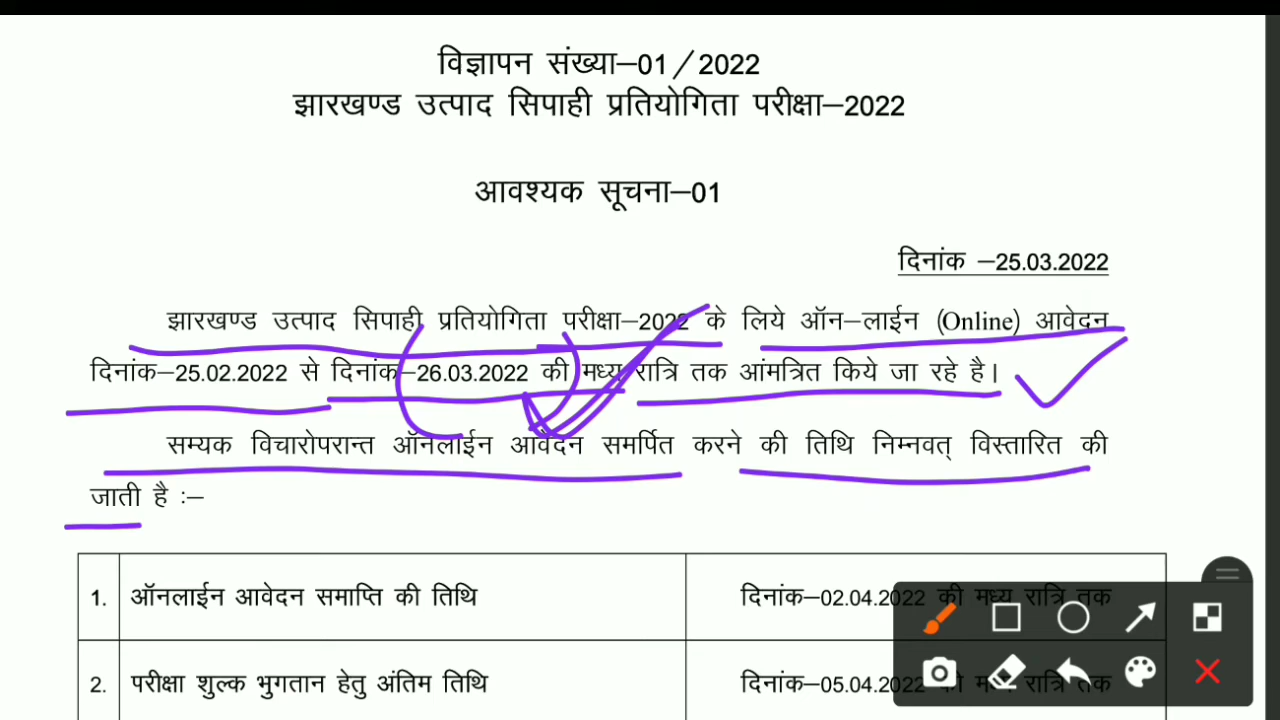 विज्ञापन संख्या–01/2022
झारखण्ड उत्पाद सिपाही प्रतियोगिता परीक्षा–2022
आवश्यक सूचना–01
दिनांक –25.03.2022
झारखण्ड उत्पाद सिपाही प्रतियोगिता परीक्षा–2022 के लिये ऑन–लाईन (Online) आवेदन
दिनांक–25.02.2022 से दिनांक–26.03.2022 की मध्य रात्रि तक आंमत्रित किये जा रहे है।
सम्यक विचारोपरान्त ऑनलाईन आवेदन समर्पित करने की तिथि निम्नवत् विस्तारित की
जाती है :–
1. ऑनलाईन आवेदन समाप्ति की तिथि दिनांक–02.04.2022 की मध्य रात्रि तक
2. परीक्षा शुल्क भुगतान हेतु अंतिम तिथि दिनांक–05.04.2022 की मध्य रात्रि तक